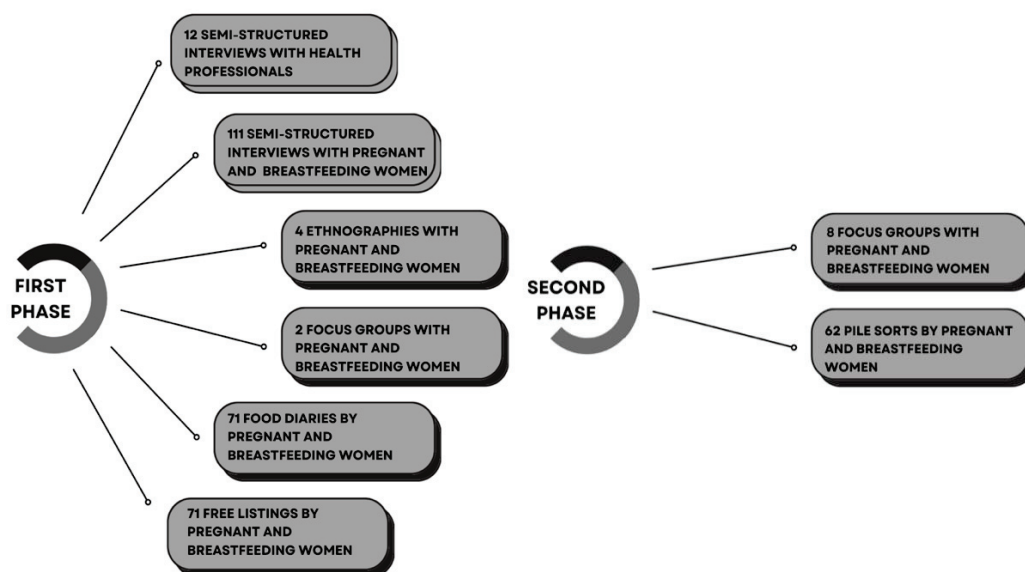 12 SEMI-STRUCTURED
INTERVIEWS WITH HEALTH
PROFESSIONALS
111 SEMI-STRUCTURED
INTERVIEWS WITH PREGNANT
AND BREASTFEEDING WOMEN
4 ETHNOGRAPHIES WITH
PREGNANT AND
BREASTFEEDING WOMEN
FIRST
PHASE
2 FOCUS GROUPS WITH
PREGNANT AND
BREASTFEEDING WOMEN
71 FOOD DIARIES BY
PREGNANT AND
BREASTFEEDING WOMEN
71 FREE LISTINGS BY
PREGNANT AND
BREASTFEEDING WOMEN
SECOND
PHASE
8 FOCUS GROUPS WITH
PREGNANT AND
BREASTFEEDING WOMEN
62 PILE SORTS BY PREGNANT
AND BREASTFEEDING
WOMEN